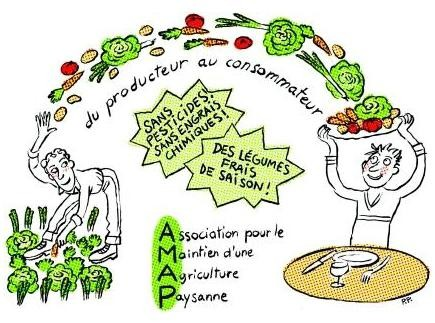 du producteur au consommateur
SANS
PESTICIDES,
SANS ENGRAIS
CHIMIQUES!
DES LÉGUMES
FRAIS
DE SAISON!
Association pour le
Maintien d'une
Agriculture
Paysanne
P.P.